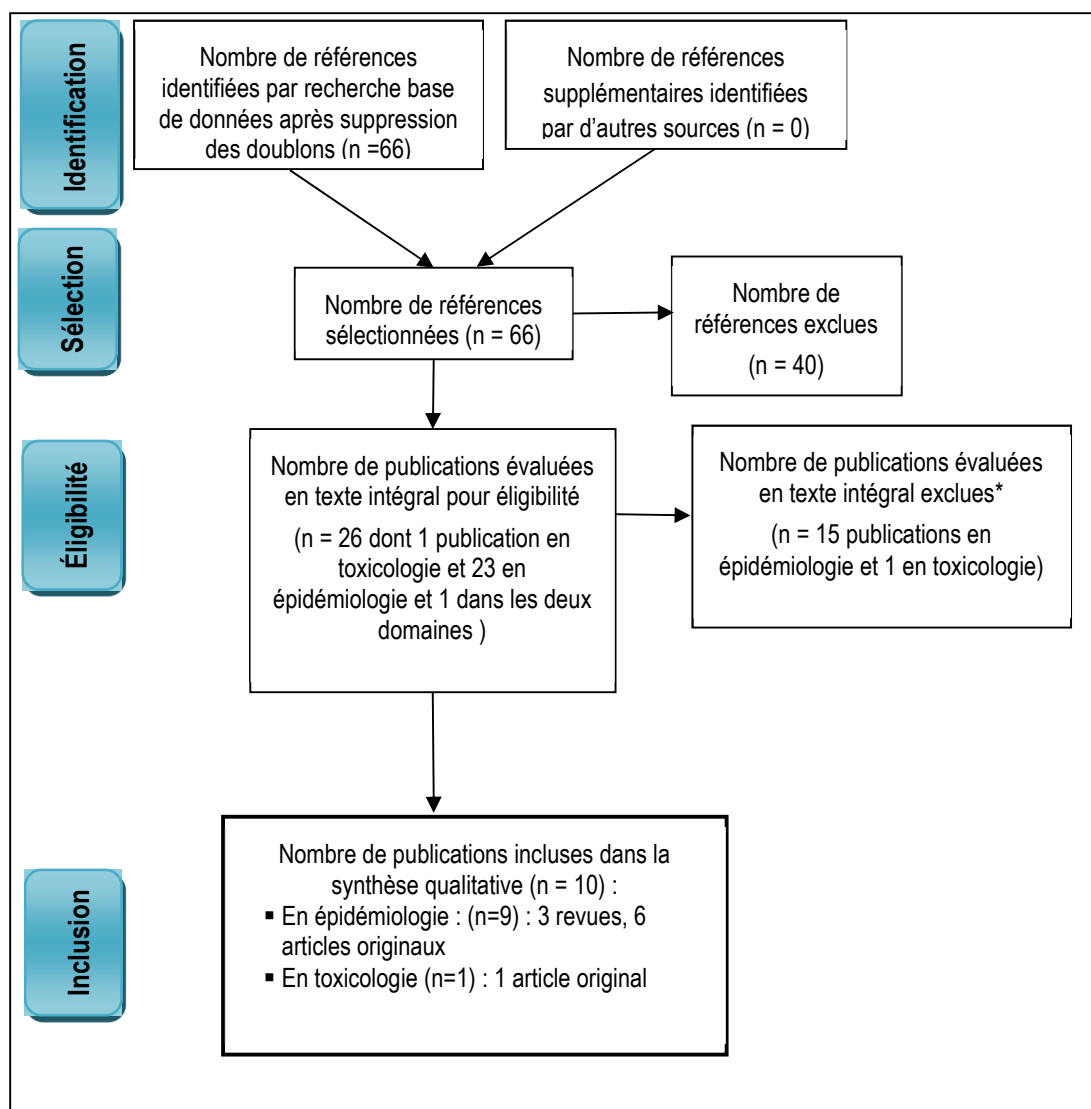 Identification
Nombre de références
identifiées par recherche base
de données après suppression
des doublons (n =66)
Nombre de références
supplémentaires identifiées
par d'autres sources (n = 0)
Sélection
Nombre de références
sélectionnées (n = 66)
Nombre de
références exclues
(n = 40)
Éligibilité
Nombre de publications évaluées
en texte intégral pour éligibilité
(n = 26 dont 1 publication en
toxicologie et 23 en
épidémiologie et 1 dans les deux
domaines )
Nombre de publications évaluées
en texte intégral exclues*
(n = 15 publications en
épidémiologie et 1 en toxicologie)
Inclusion
Nombre de publications incluses dans la
synthèse qualitative (n = 10) :
▪ En épidémiologie : (n=9) : 3 revues, 6
articles originaux
▪ En toxicologie (n=1) : 1 article original